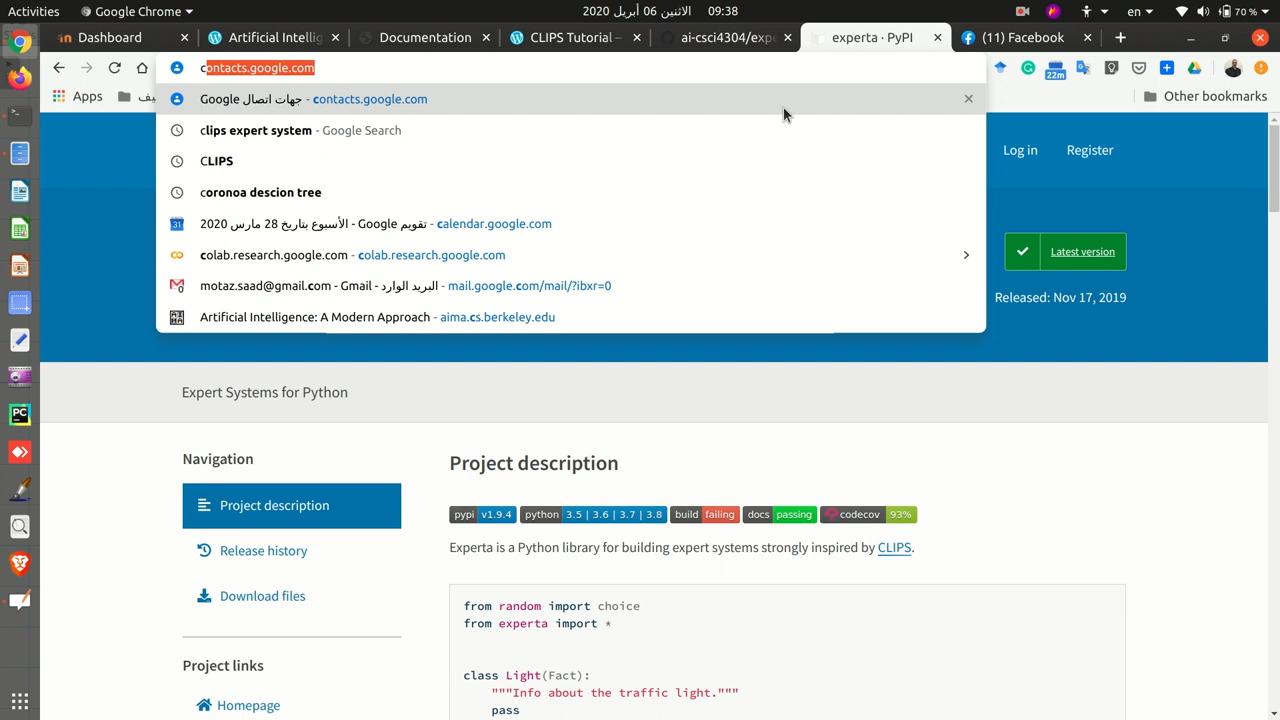 Activities
Google Chrome
الاثنين 06 أبريل 2020
09:38
en
70 %
Dashboard
Artificial Intellig
Documentation
CLIPS Tutorial –
ai-csci4304/expe
experta · PyPI
(11) Facebook
contacts.google.com
22m
Apps
Other bookmarks
جهات اتصال Google - contacts.google.com
clips expert system - Google Search
CLIPS
coronoa descion tree
تقويم Google - الأسبوع بتاريخ 28 مارس 2020 - calendar.google.com
colab.research.google.com - colab.research.google.com
motaz.saad@gmail.com - Gmail - البريد الوارد - mail.google.com/mail/?ibxr=0
Artificial Intelligence: A Modern Approach - aima.cs.berkeley.edu
Log in
Register
Latest version
Released: Nov 17, 2019
Expert Systems for Python
Navigation
Project description
Release history
Download files
Project links
Homepage
Project description
pypi v1.9.4 python 3.5 | 3.6 | 3.7 | 3.8 build failing docs passing codecov 93%
Experta is a Python library for building expert systems strongly inspired by CLIPS.
from random import choice
from experta import *
class Light(Fact):
"""Info about the traffic light."""
pass